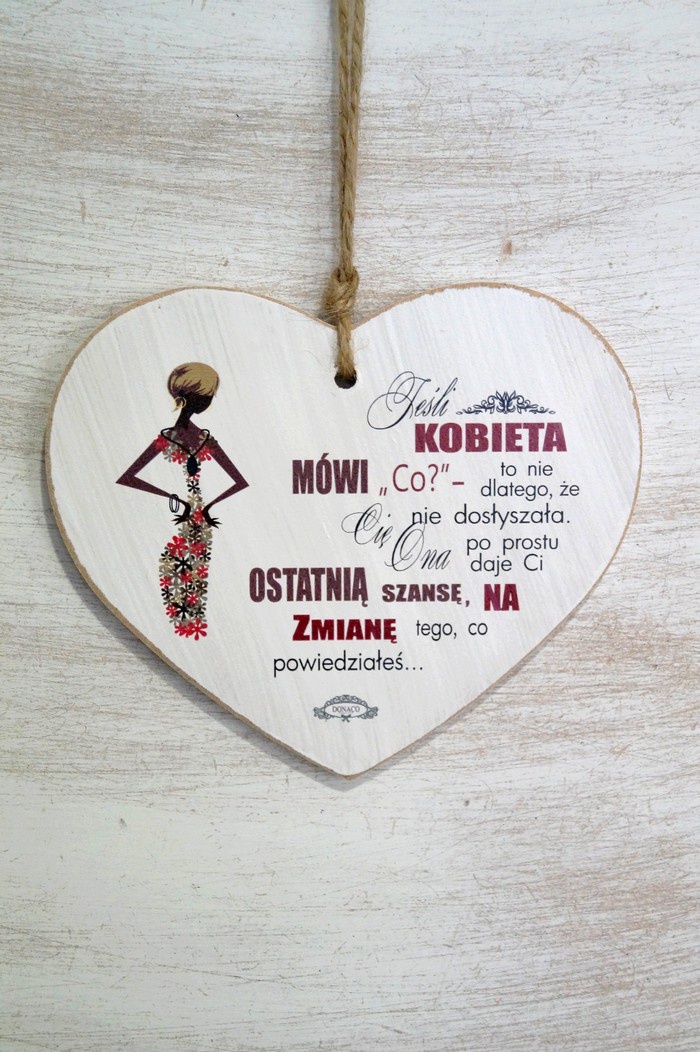 Jeśli
KOBIETA
MÓWI „Co?”– to nie
dlatego, że
Cię nie dosłyszała.
Ona po prostu
daje Ci
OSTATNIĄ SZANSĘ, NA
ZMIANĘ tego, co
powiedziałeś...
DONACO